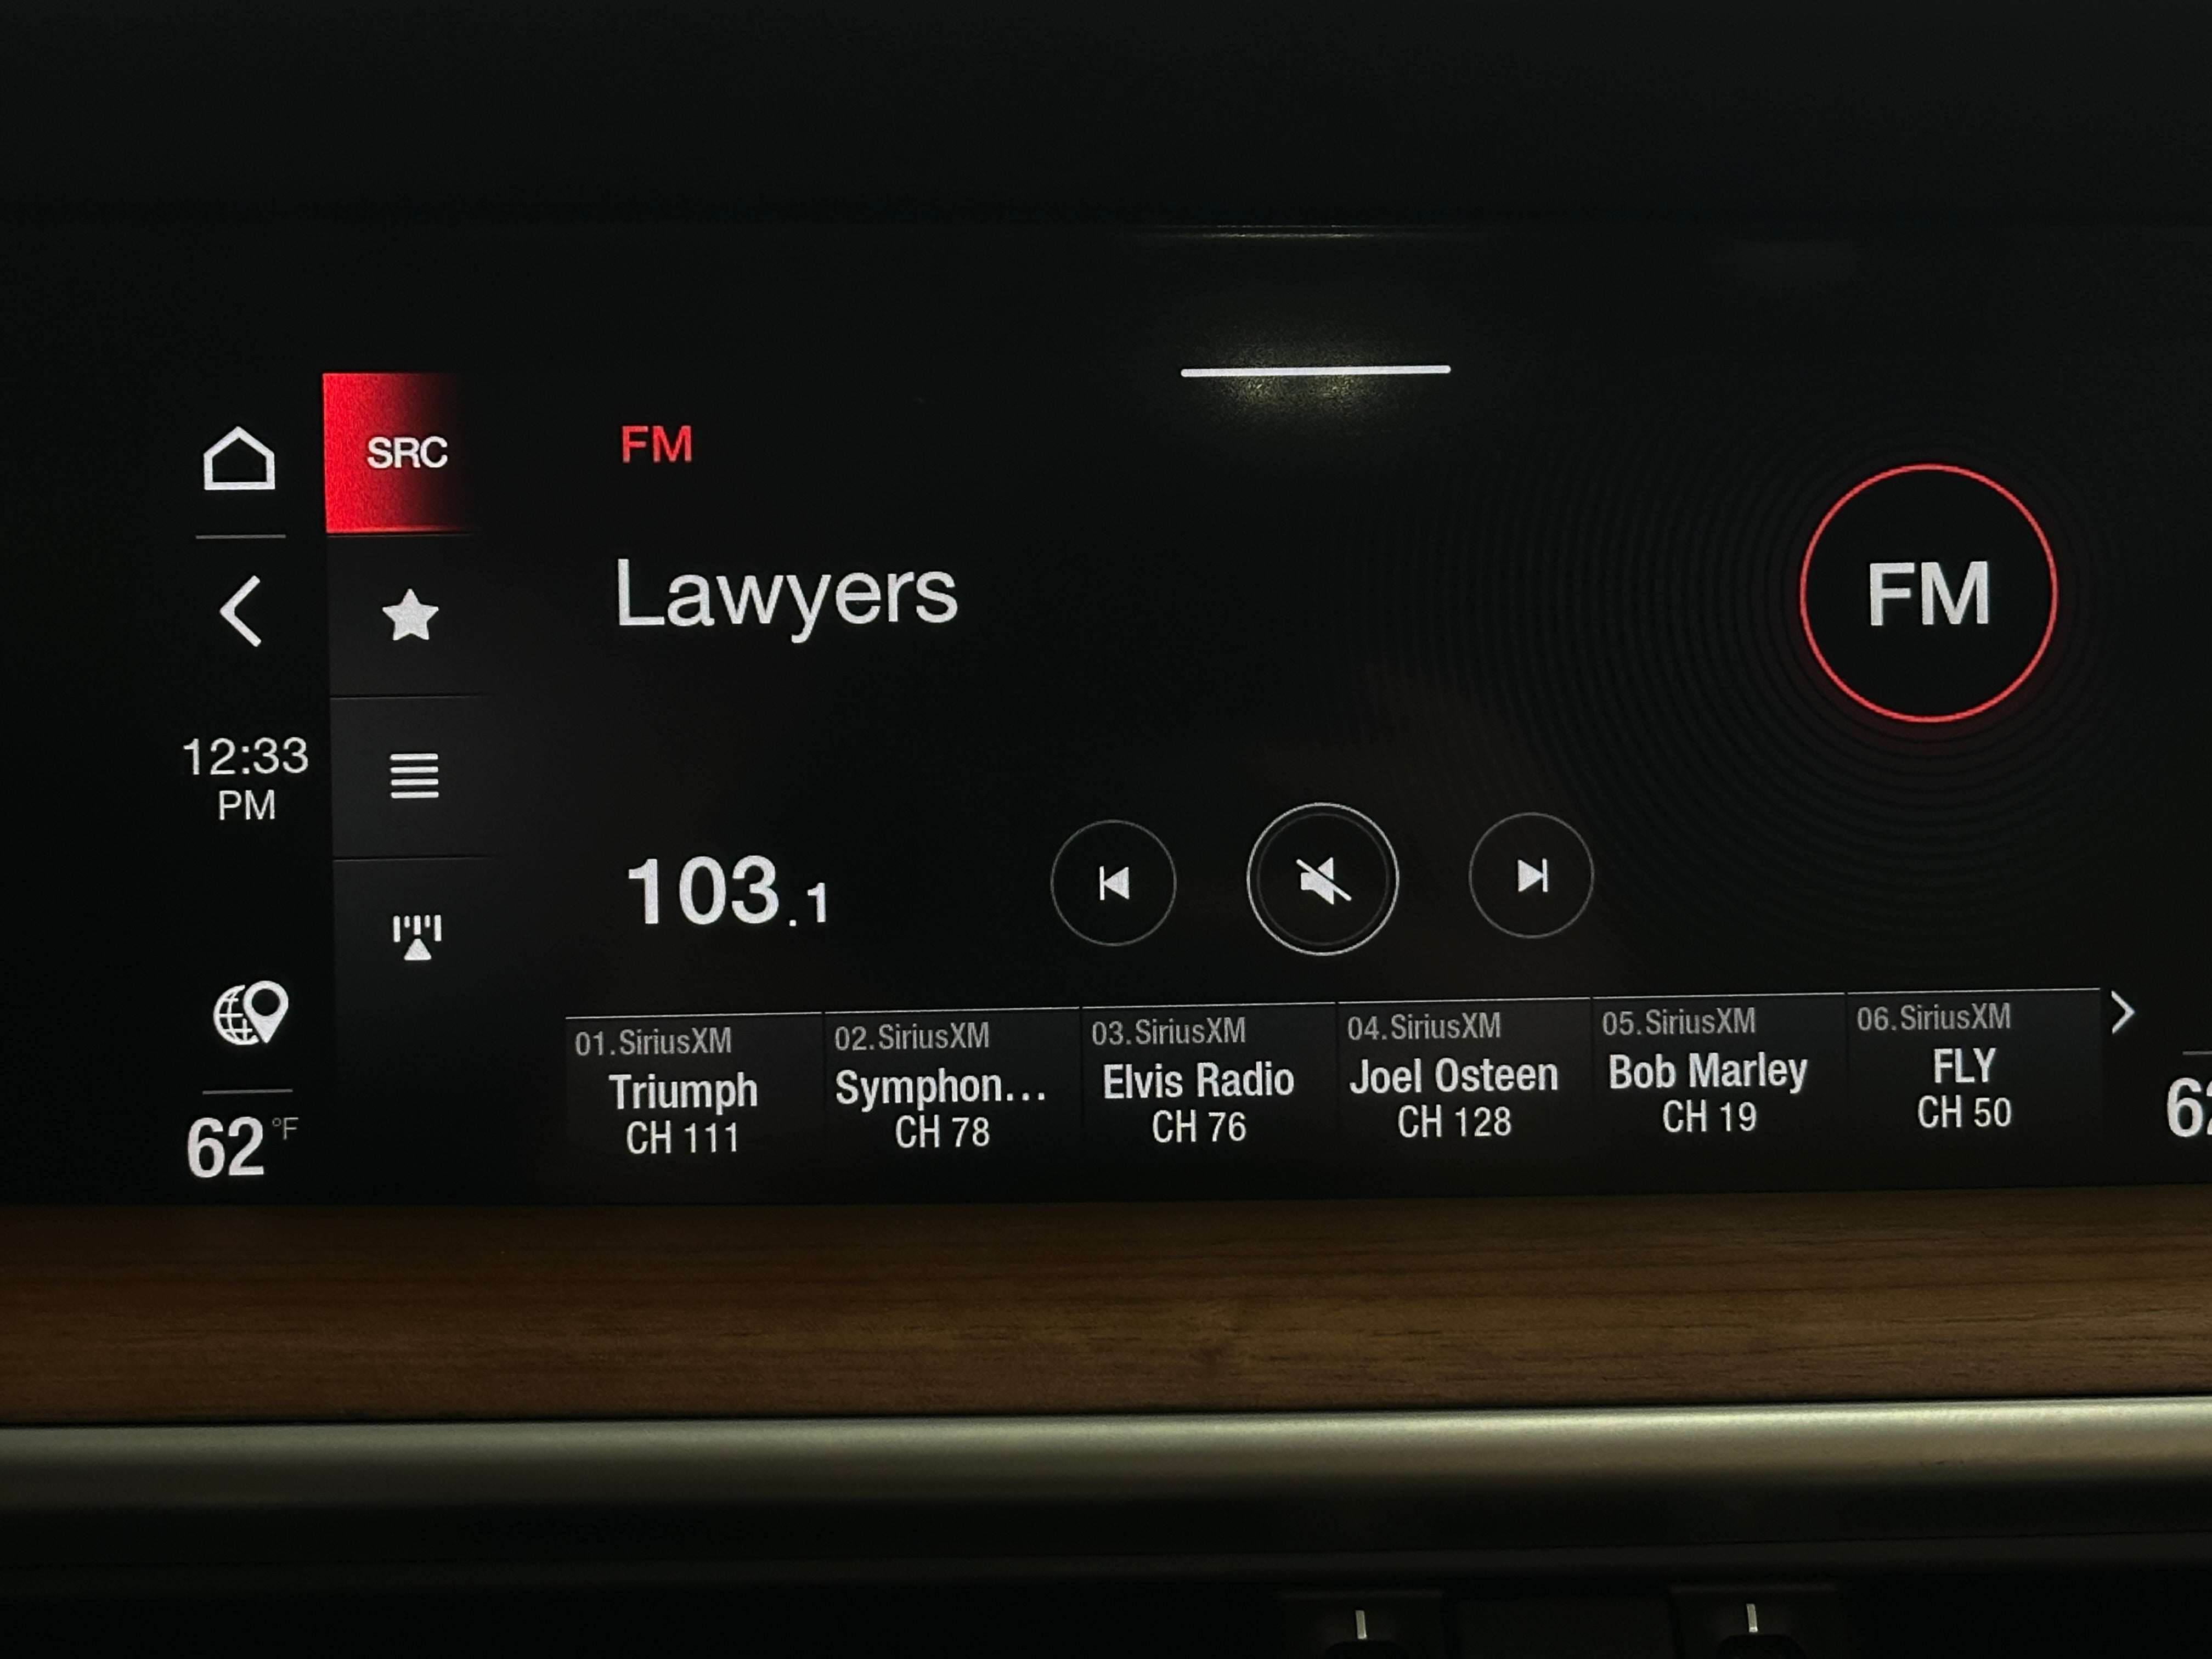 SRC
FM
Lawyers
FM
12:33
PM
103.1
01.SiriusXM
Triumph
CH 111
02.SiriusXM
Symphon...
CH 78
03.SiriusXM
Elvis Radio
CH 76
04.SiriusXM
Joel Osteen
CH 128
05.SiriusXM
Bob Marley
CH 19
06.SiriusXM
FLY
CH 50
62 °F